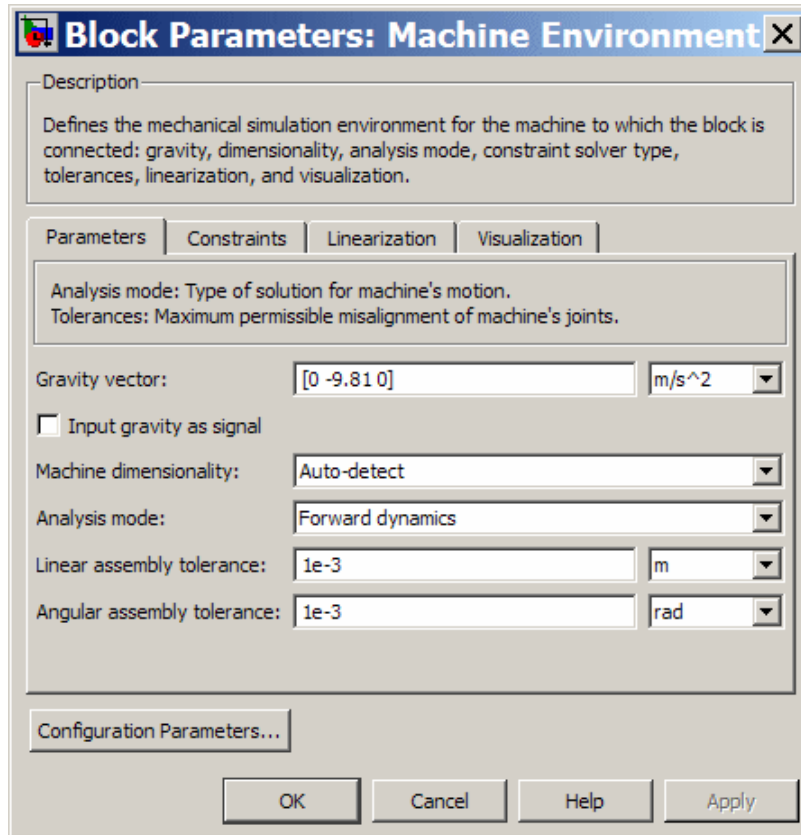 Block Parameters: Machine Environment
Description
Defines the mechanical simulation environment for the machine to which the block is
connected: gravity, dimensionality, analysis mode, constraint solver type,
tolerances, linearization, and visualization.
Parameters Constraints Linearization Visualization
Analysis mode: Type of solution for machine's motion.
Tolerances: Maximum permissible misalignment of machine's joints.
Gravity vector: [0 -9.81 0] m/s^2
Input gravity as signal
Machine dimensionality: Auto-detect
Analysis mode: Forward dynamics
Linear assembly tolerance: 1e-3 m
Angular assembly tolerance: 1e-3 rad
Configuration Parameters...
OK Cancel Help Apply